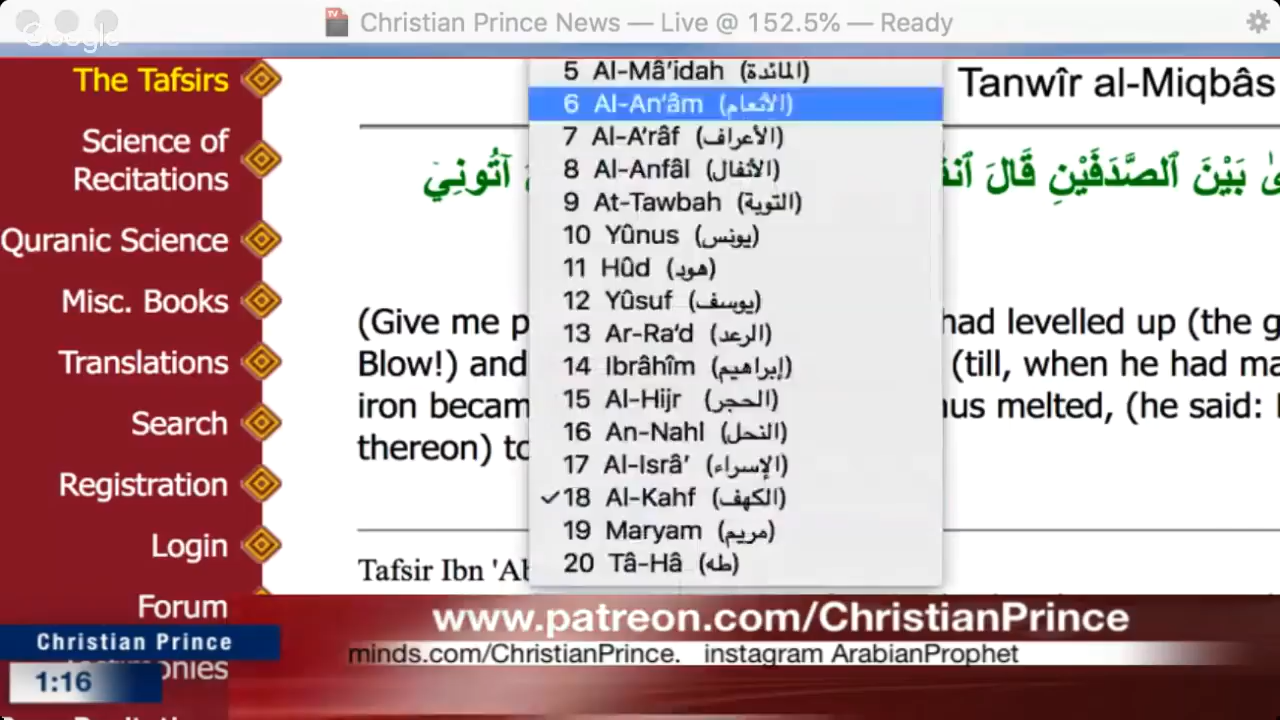 Christian Prince News — Live @ 152.5% — Ready
Google
The Tafsirs
Science of
Recitations
Quranic Science
Misc. Books
Translations
Search
Registration
Login
Forum
5 Al-Mâ'idah (المائدة)
6 Al-An'âm (الأنعام)
7 Al-A'râf (الأعراف)
8 Al-Anfâl (الأنفال)
9 At-Tawbah (التوبة)
10 Yûnus (يونس)
11 Hûd (هود)
12 Yûsuf (يوسف)
13 Ar-Ra'd (الرعد)
14 Ibrâhîm (إبراهيم)
15 Al-Hijr (الحجر)
16 An-Nahl (النحل)
17 Al-Isrâ' (الإسراء)
✓18 Al-Kahf (الكهف)
19 Maryam (مريم)
20 Tâ-Hâ (طه)
Tanwîr al-Miqbâs
بَيْنَ ٱلصَّدَفَيْنِ قَالَ آتُونِيۤ
(Give me had levelled up (the
Blow!) and (till, when he had
iron melted, (he said:
thereon)
Tafsir Ibn
www.patreon.com/ChristianPrince
minds.com/ChristianPrince. instagram ArabianProphet
Christian Prince
1:16